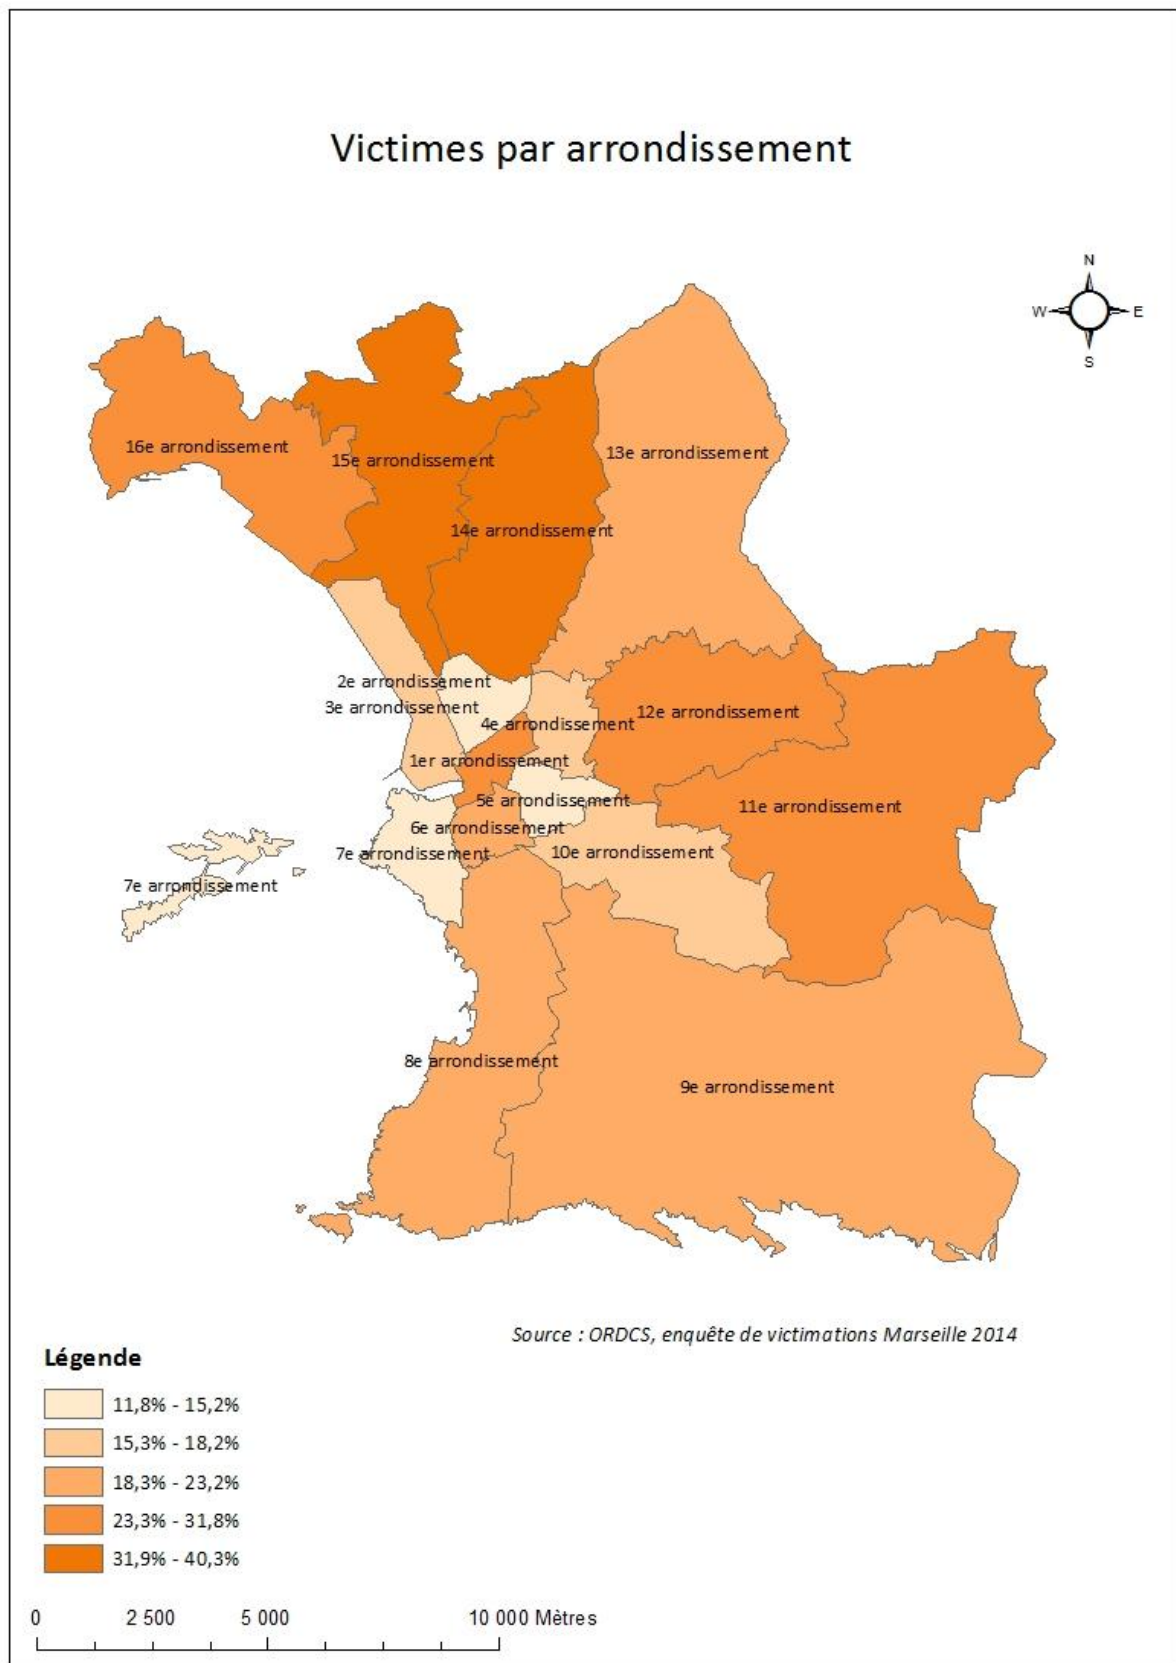 Victimes par arrondissement
N
W
E
S
16e arrondissement
15e arrondissement
13e arrondissement
14e arrondissement
2e arrondissement
3e arrondissement
4e arrondissement
12e arrondissement
1er arrondissement
5e arrondissement
11e arrondissement
6e arrondissement
7e arrondissement
10e arrondissement
7e arrondissement
8e arrondissement
9e arrondissement
Source : ORDCS, enquête de victimations Marseille 2014
Légende
11,8% - 15,2%
15,3% - 18,2%
18,3% - 23,2%
23,3% - 31,8%
31,9% - 40,3%
0 2 500 5 000 10 000 Mètres